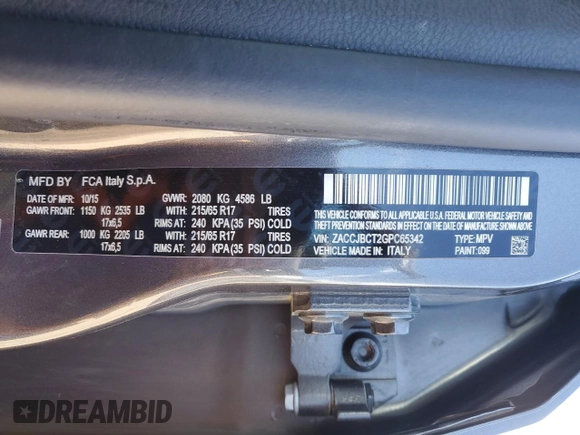 MFD BY FCA Italy S.p.A.
DATE OF MFR: 10/15 GVWR: 2080 KG 4586 LB
GAWR FRONT: 1150 KG 2535 LB WITH: 215/65 R17 TIRES
17x6,5 RIMS AT: 240 KPA(35 PSI) COLD
GAWR REAR: 1000 KG 2205 LB WITH: 215/65 R17 TIRES
17x6,5 RIMS AT: 240 KPA(35 PSI) COLD
THIS VEHICLE CONFORMS TO ALL APPLICABLE
U.S.A. FEDERAL MOTOR VEHICLE SAFETY, BUMPER AND
THEFT PREVENTION STANDARDS IN EFFECT ON THE
DATE OF MANUFACTURE SHOWN ABOVE.
VIN: ZACCJBCT2GPC65342 TYPE: MPV
VEHICLE MADE IN: ITALY PAINT: 099
DREAMBID